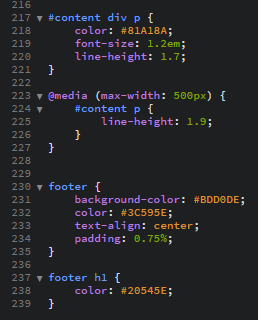 216
217 ▼ #content div p {
218 color: #81A18A;
219 font-size: 1.2em;
220 line-height: 1.7;
221 }
222
223 ▼ @media (max-width: 500px) {
224 ▼ #content p {
225 line-height: 1.9;
226 }
227 }
228
229
230 ▼ footer {
231 background-color: #BDD0DE;
232 color: #3C595E;
233 text-align: center;
234 padding: 0.75%;
235 }
236
237 ▼ footer h1 {
238 color: #20545E;
239 }